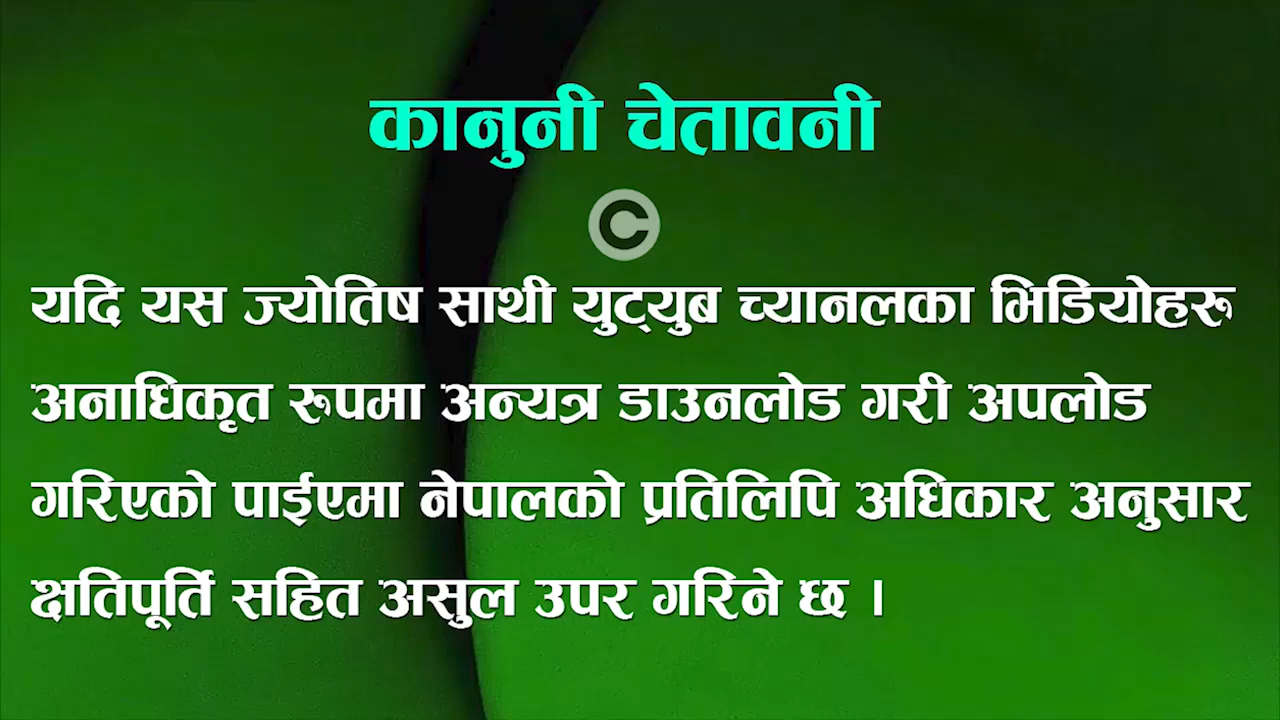 कानुनी चेतावनी
©
यदि यस ज्योतिष साथी युट्युब च्यानलका भिडियोहरु
अनाधिकृत रुपमा अन्यत्र डाउनलोड गरी अपलोड
गरिएको पाईएमा नेपालको प्रतिलिपि अधिकार अनुसार
क्षतिपूर्ति सहित असुल उपर गरिने छ ।